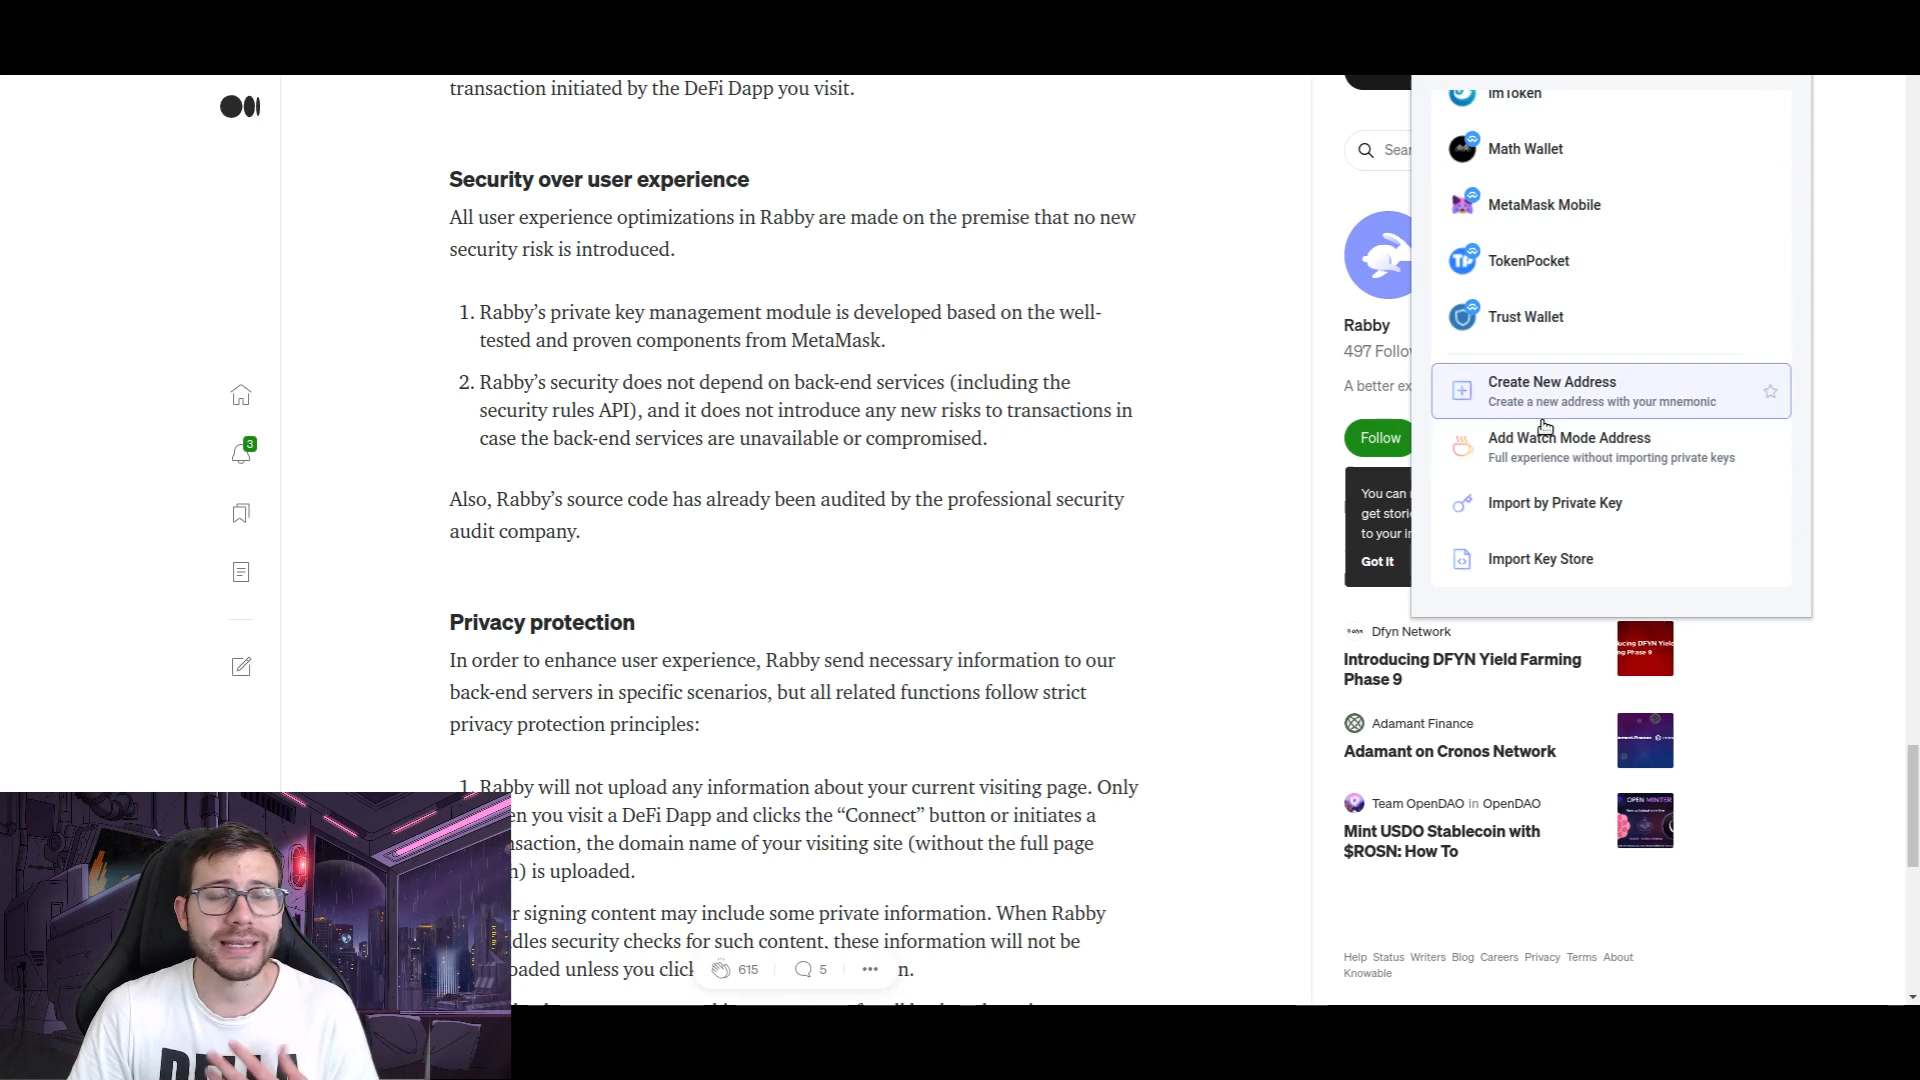 transaction initiated by the DeFi Dapp you visit.
Security over user experience
All user experience optimizations in Rabby are made on the premise that no new
security risk is introduced.
1. Rabby’s private key management module is developed based on the well-
tested and proven components from MetaMask.
2. Rabby’s security does not depend on back-end services (including the
security rules API), and it does not introduce any new risks to transactions in
case the back-end services are unavailable or compromised.
Also, Rabby’s source code has already been audited by the professional security
audit company.
Privacy protection
In order to enhance user experience, Rabby send necessary information to our
back-end servers in specific scenarios, but all related functions follow strict
privacy protection principles:
1. Rabby will not upload any information about your current visiting page. Only
en you visit a DeFi Dapp and clicks the “Connect” button or initiates a
nsaction, the domain name of your visiting site (without the full page
) is uploaded.
r signing content may include some private information. When Rabby
dles security checks for such content, these information will not be
oaded unless you click
n.
615
5
3
Sear
Rabby
497 Follo
A better ex
Follow
You can
get stori
to your i
Got it
imToken
Math Wallet
MetaMask Mobile
TokenPocket
Trust Wallet
Create New Address
Create a new address with your mnemonic
Add Watch Mode Address
Full experience without importing private keys
Import by Private Key
Import Key Store
Dfyn Network
Introducing DFYN Yield Farming
Phase 9
Adamant Finance
Adamant on Cronos Network
Team OpenDAO in OpenDAO
Mint USDO Stablecoin with
$ROSN: How To
OPEN MINTER
Help Status Writers Blog Careers Privacy Terms About
Knowable